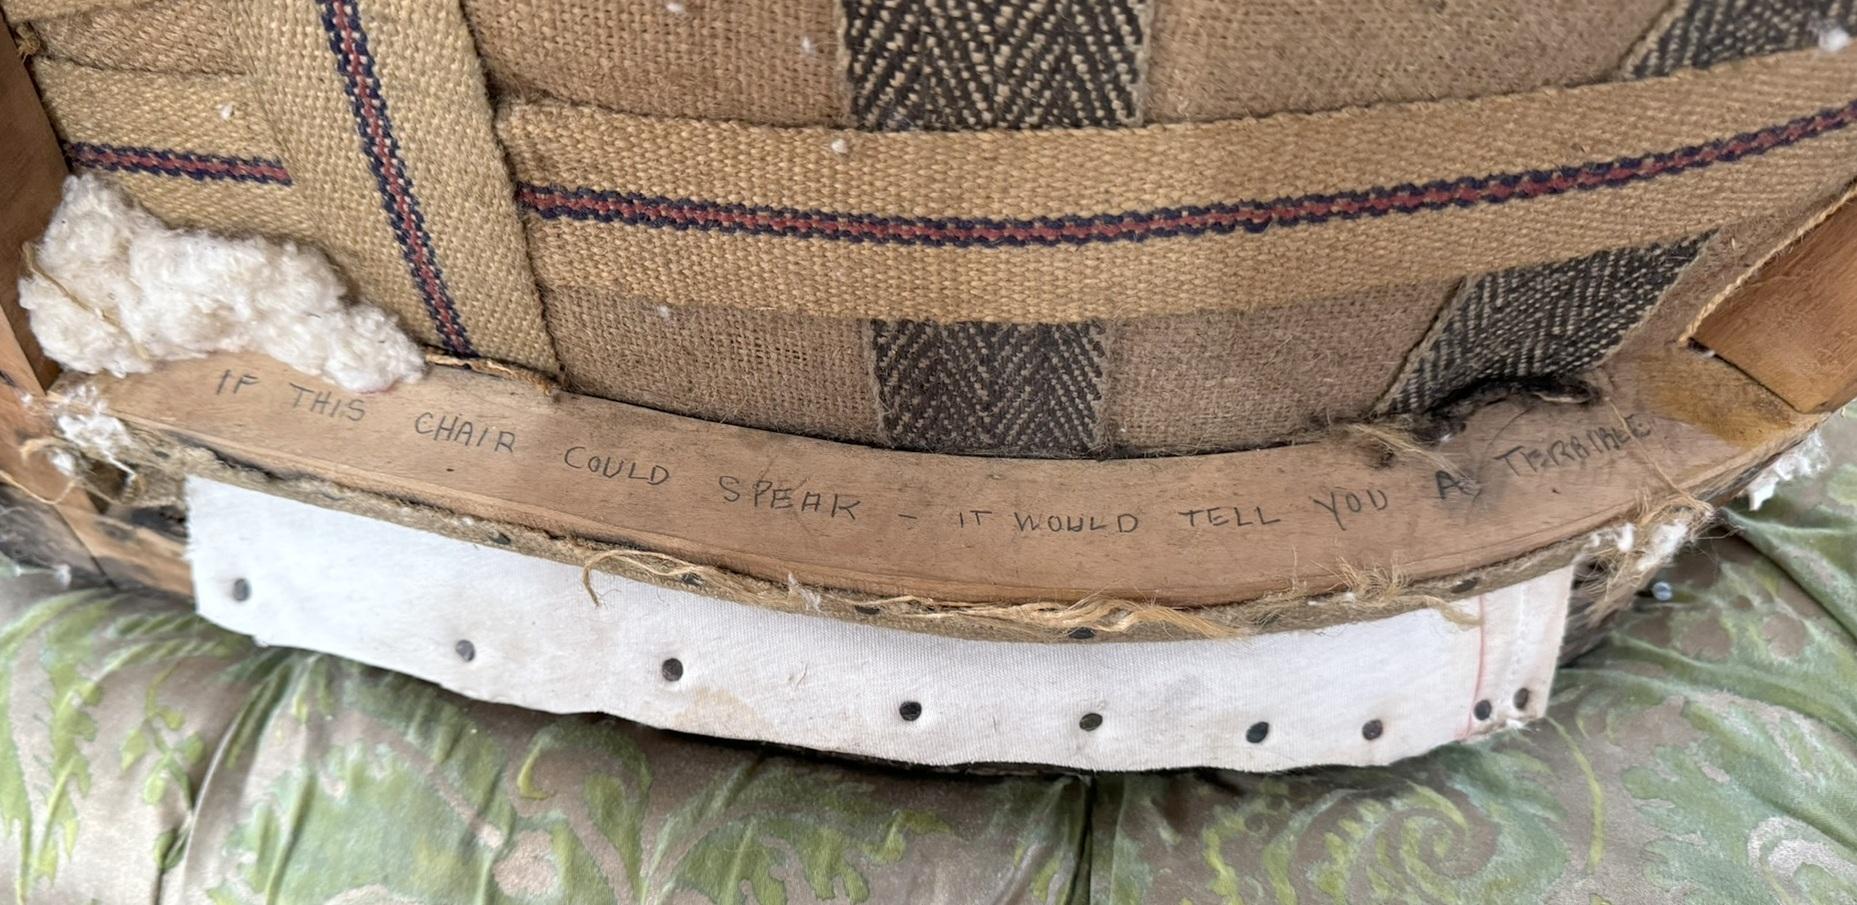 IF THIS CHAIR COULD SPEAK - IT WOULD TELL YOU A TERRIBLE